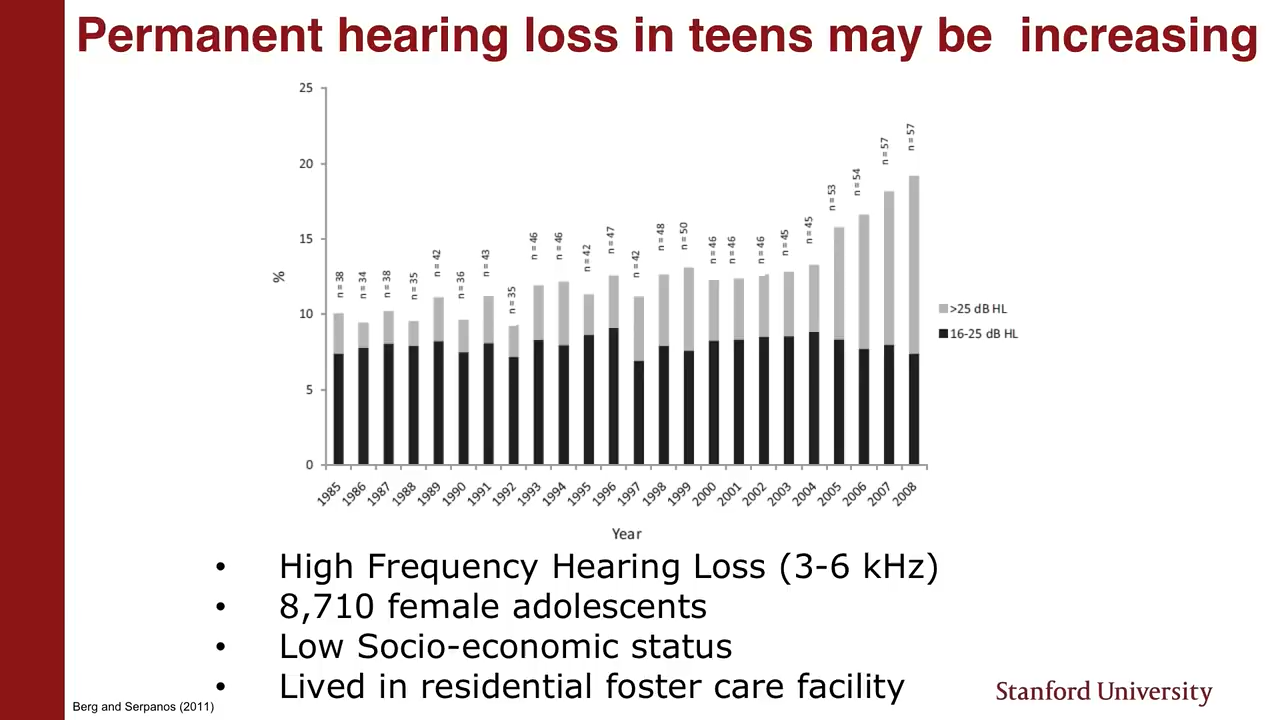 Permanent hearing loss in teens may be  increasing
25
20
15
10
5
0
%
n = 38
n = 34
n = 38
n = 35
n = 42
n = 36
n = 43
n = 35
n = 46
n = 46
n = 42
n = 47
n = 42
n = 48
n = 50
n = 46
n = 46
n = 46
n = 45
n = 45
n = 53
n = 54
n = 57
n = 57
>25 dB HL
16-25 dB HL
1985
1986
1987
1988
1989
1990
1991
1992
1993
1994
1995
1996
1997
1998
1999
2000
2001
2002
2003
2004
2005
2006
2007
2008
Year
• High Frequency Hearing Loss (3-6 kHz)
• 8,710 female adolescents
• Low Socio-economic status
• Lived in residential foster care facility
Berg and Serpanos (2011)
Stanford University